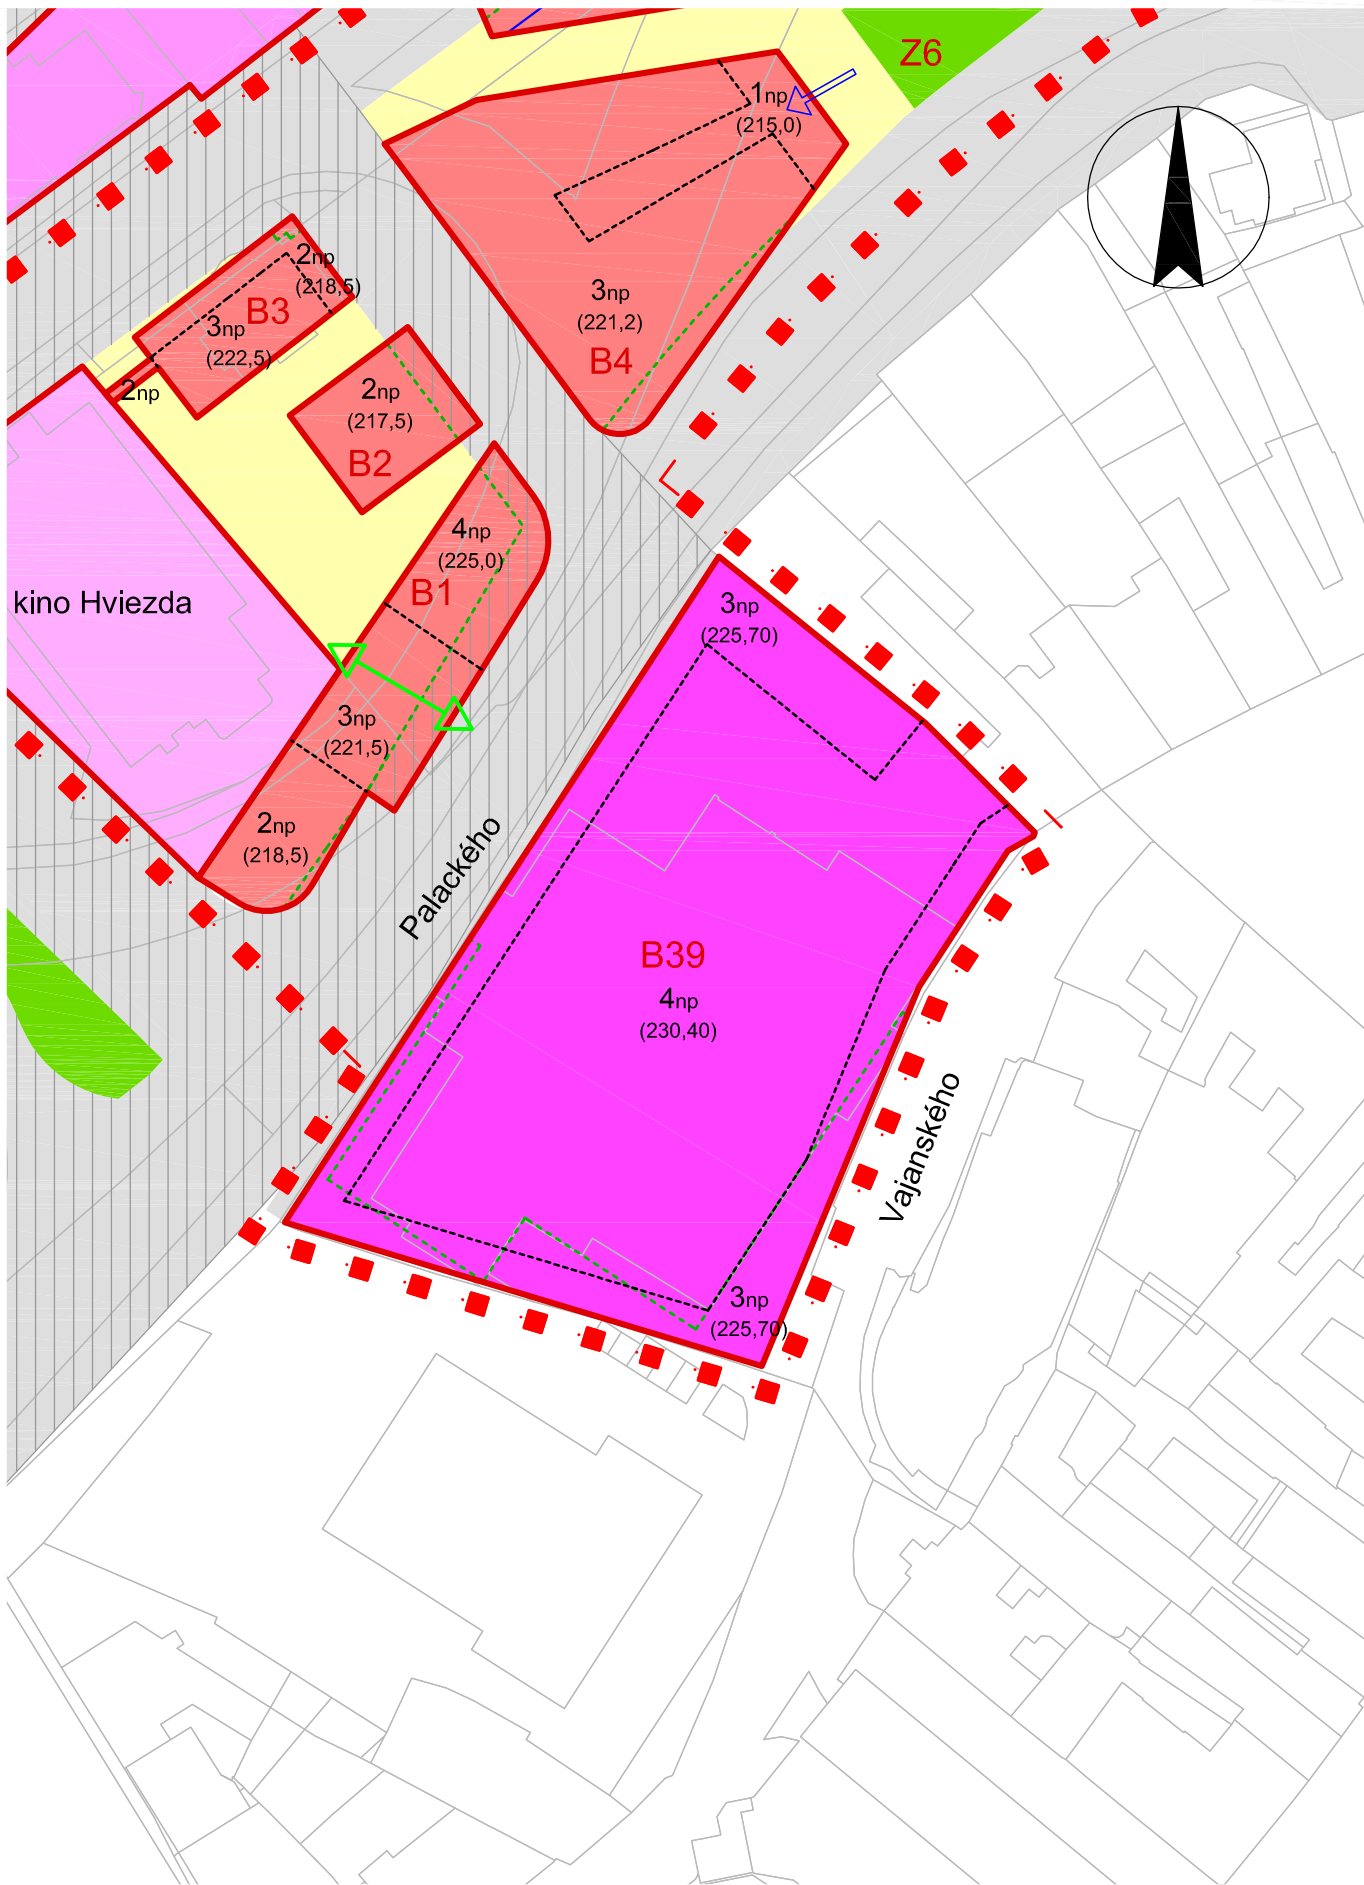 Z6
1np
(215,0)
2np
(218,5)
B3
3np
(222,5)
3np
(221,2)
B4
2np
2np
(217,5)
B2
4np
(225,0)
B1
kino Hviezda
3np
(225,70)
3np
(221,5)
2np
(218,5)
Palackého
B39
4np
(230,40)
Vajanského
3np
(225,70)